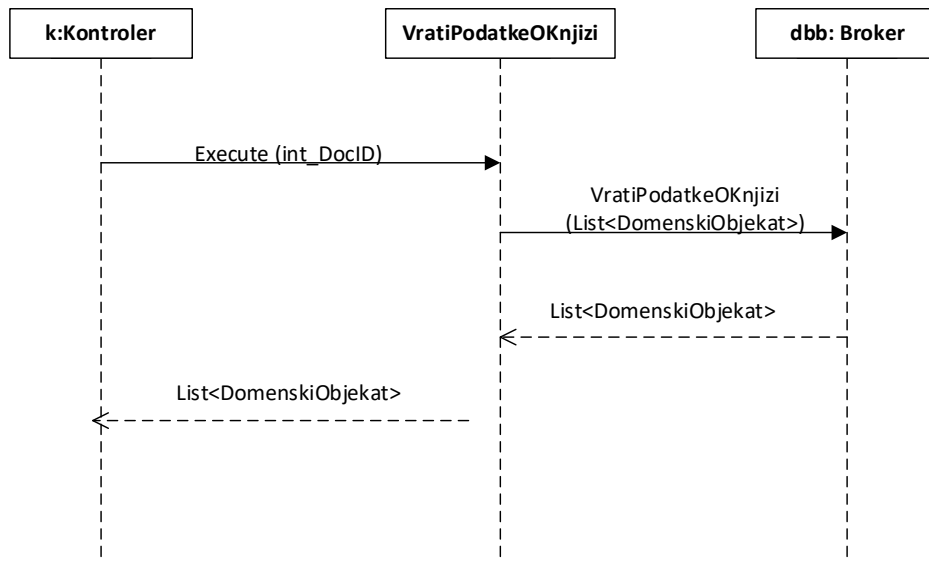 k:Kontroler
VratiPodatkeOKnjizi
dbb: Broker
Execute (int_DocID)
VratiPodatkeOKnjizi
(List<DomenskiObjekat>)
List<DomenskiObjekat>
List<DomenskiObjekat>